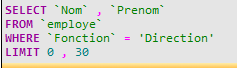 SELECT `Nom` , `Prenom`
FROM `employe`
WHERE `Fonction` = 'Direction'
LIMIT 0 , 30